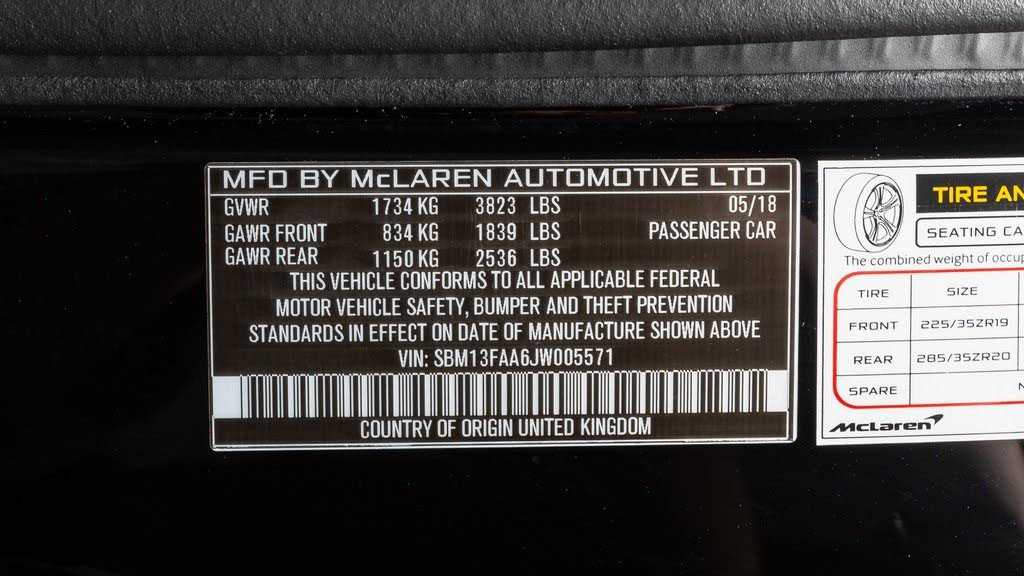 MFD BY McLAREN AUTOMOTIVE LTD
GVWR 1734 KG 3823 LBS 05/18
GAWR FRONT 834 KG 1839 LBS PASSENGER CAR
GAWR REAR 1150 KG 2536 LBS
THIS VEHICLE CONFORMS TO ALL APPLICABLE FEDERAL
MOTOR VEHICLE SAFETY, BUMPER AND THEFT PREVENTION
STANDARDS IN EFFECT ON DATE OF MANUFACTURE SHOWN ABOVE
VIN: SBM13FAA6JW005571
COUNTRY OF ORIGIN UNITED KINGDOM
TIRE AN
SEATING CA
The combined weight of occup
TIRE SIZE
FRONT 225/35ZR19
REAR 285/35ZR20
SPARE N
McLaren